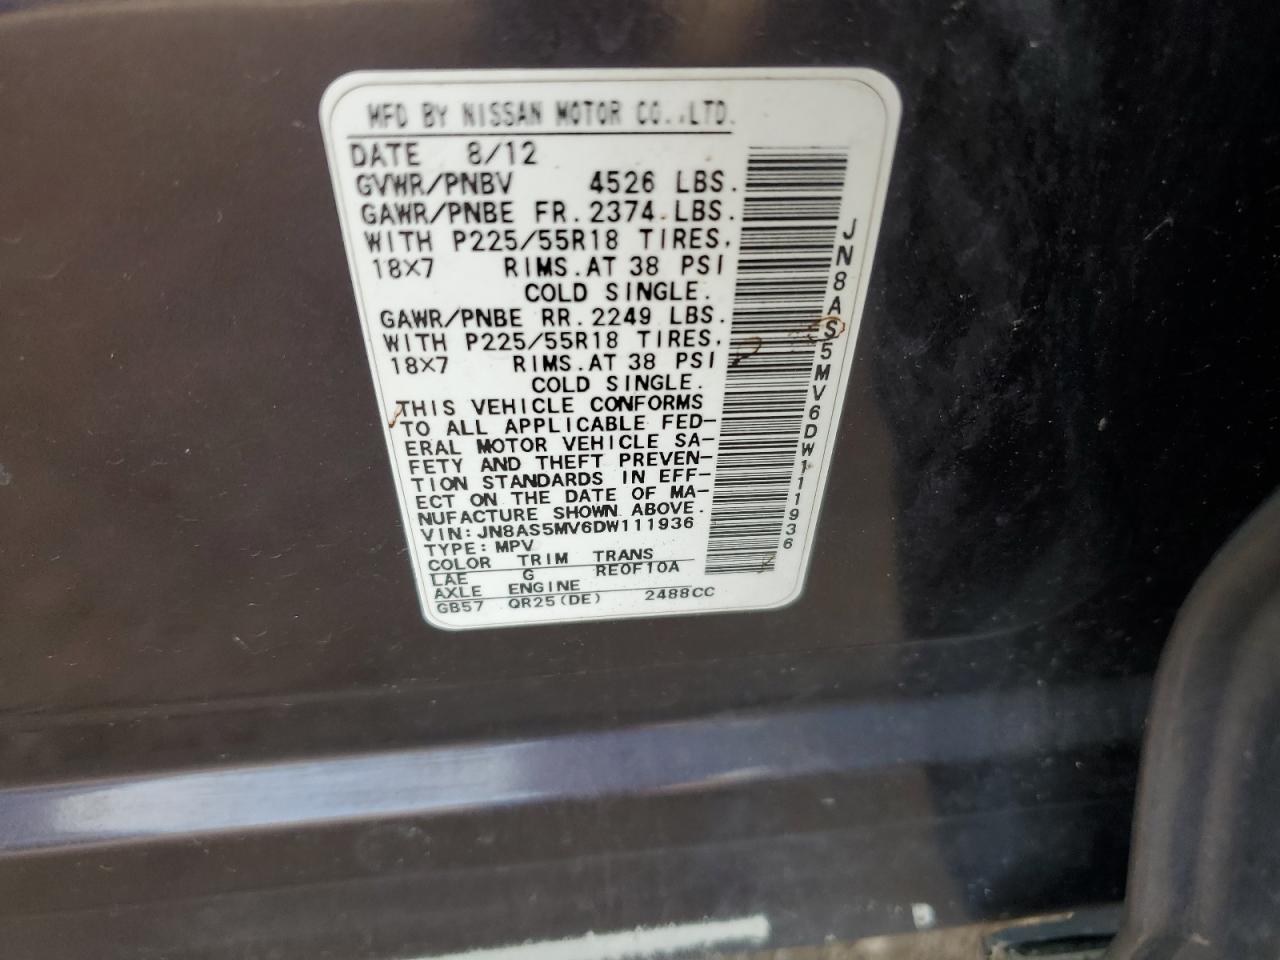 MFD BY NISSAN MOTOR CO.,LTD.
DATE 8/12
GVWR/PNBV 4526 LBS.
GAWR/PNBE FR. 2374 LBS.
WITH P225/55R18 TIRES.
18X7 RIMS.AT 38 PSI
COLD SINGLE.
GAWR/PNBE RR. 2249 LBS.
WITH P225/55R18 TIRES.
18X7 RIMS.AT 38 PSI
COLD SINGLE.
THIS VEHICLE CONFORMS
TO ALL APPLICABLE FED-
ERAL MOTOR VEHICLE SA-
FETY AND THEFT PREVEN-
TION STANDARDS IN EFF-
ECT ON THE DATE OF MA-
NUFACTURE SHOWN ABOVE.
VIN: JN8AS5MV6DW111936
TYPE: MPV
COLOR TRIM TRANS
LAE G RE0F10A
AXLE ENGINE
GB57 QR25(DE) 2488CC
JN8AS5MV6DW111936